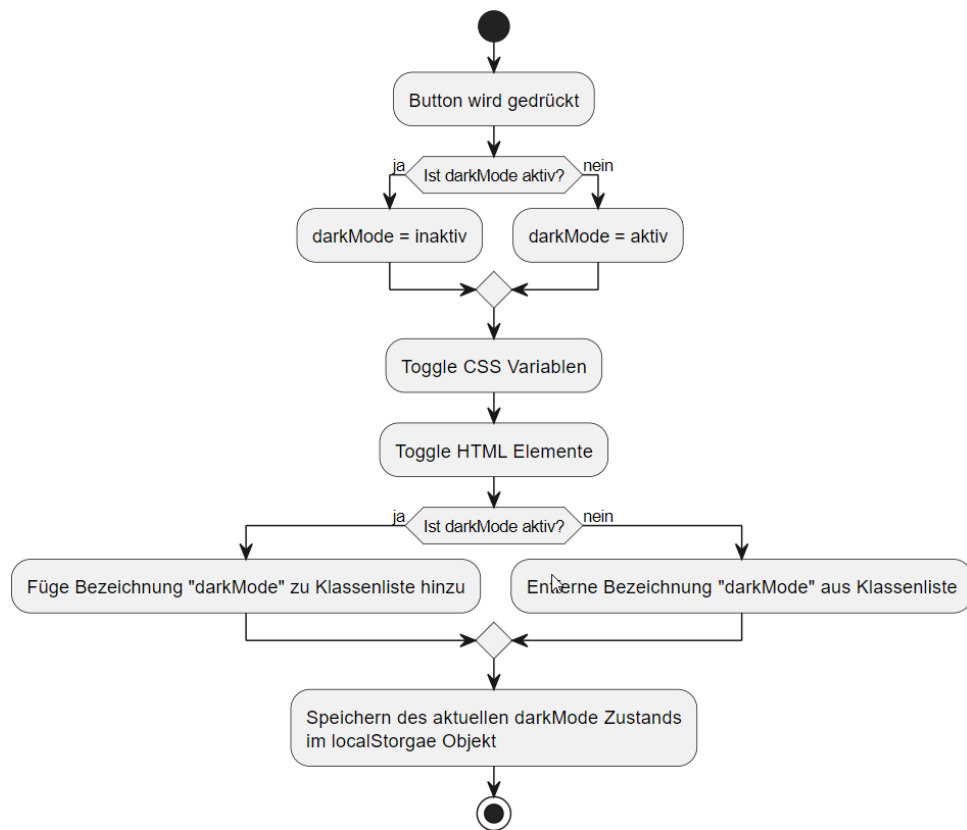 Button wird gedrückt
ja
Ist darkMode aktiv?
nein
darkMode = inaktiv
darkMode = aktiv
Toggle CSS Variablen
Toggle HTML Elemente
ja
Ist darkMode aktiv?
nein
Füge Bezeichnung "darkMode" zu Klassenliste hinzu
Entferne Bezeichnung "darkMode" aus Klassenliste
Speichern des aktuellen darkMode Zustands
im localStorgae Objekt